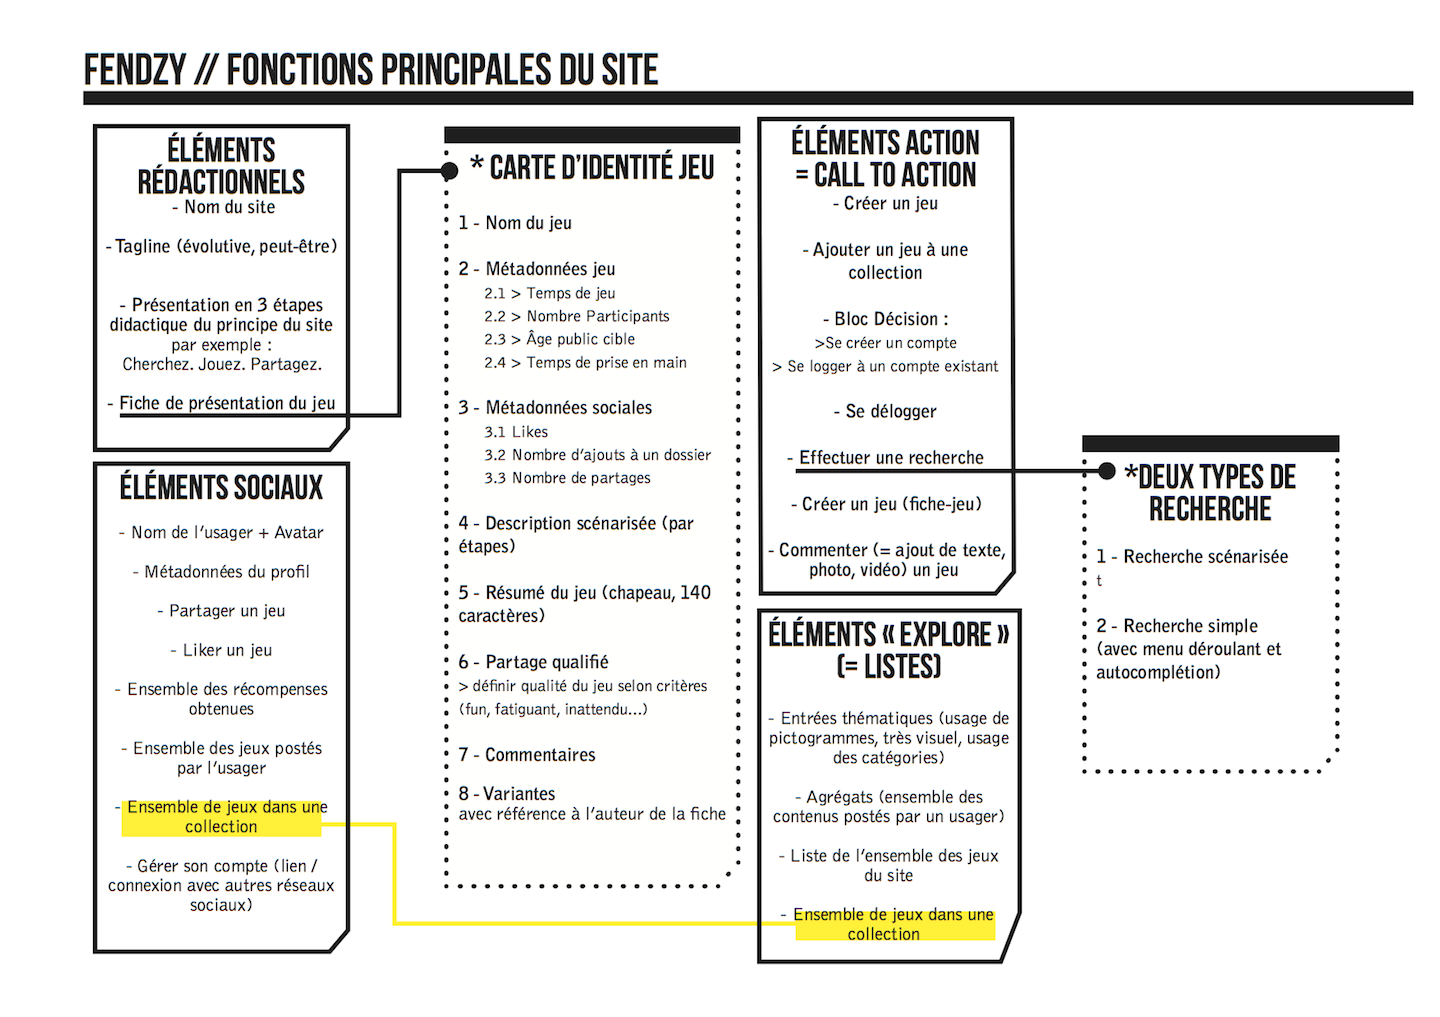 FENDZY // FONCTIONS PRINCIPALES DU SITE
ÉLÉMENTS
RÉDACTIONNELS
- Nom du site
- Tagline (évolutive, peut-être)
- Présentation en 3 étapes
didactique du principe du site
par exemple :
Cherchez. Jouez. Partagez.
- Fiche de présentation du jeu
ÉLÉMENTS SOCIAUX
- Nom de l'usager + Avatar
- Métadonnées du profil
- Partager un jeu
- Liker un jeu
- Ensemble des récompenses
obtenues
- Ensemble des jeux postés
par l'usager
- Ensemble de jeux dans une
collection
- Gérer son compte (lien /
connexion avec autres réseaux
sociaux)
* CARTE D'IDENTITÉ JEU
1 - Nom du jeu
2 - Métadonnées jeu
2.1 > Temps de jeu
2.2 > Nombre Participants
2.3 > Âge public cible
2.4 > Temps de prise en main
3 - Métadonnées sociales
3.1 Likes
3.2 Nombre d'ajouts à un dossier
3.3 Nombre de partages
4 - Description scénarisée (par
étapes)
5 - Résumé du jeu (chapeau, 140
caractères)
6 - Partage qualifié
> définir qualité du jeu selon critères
(fun, fatiguant, inattendu...)
7 - Commentaires
8 - Variantes
avec référence à l'auteur de la fiche
ÉLÉMENTS ACTION
= CALL TO ACTION
- Créer un jeu
- Ajouter un jeu à une
collection
- Bloc Décision :
>Se créer un compte
> Se logger à un compte existant
- Se délogger
- Effectuer une recherche
- Créer un jeu (fiche-jeu)
- Commenter (= ajout de texte,
photo, vidéo) un jeu
ÉLÉMENTS « EXPLORE »
(= LISTES)
- Entrées thématiques (usage de
pictogrammes, très visuel, usage
des catégories)
- Agrégats (ensemble des
contenus postés par un usager)
- Liste de l'ensemble des jeux
du site
- Ensemble de jeux dans une
collection
*DEUX TYPES DE
RECHERCHE
1 - Recherche scénarisée
t
2 - Recherche simple
(avec menu déroulant et
autocomplétion)